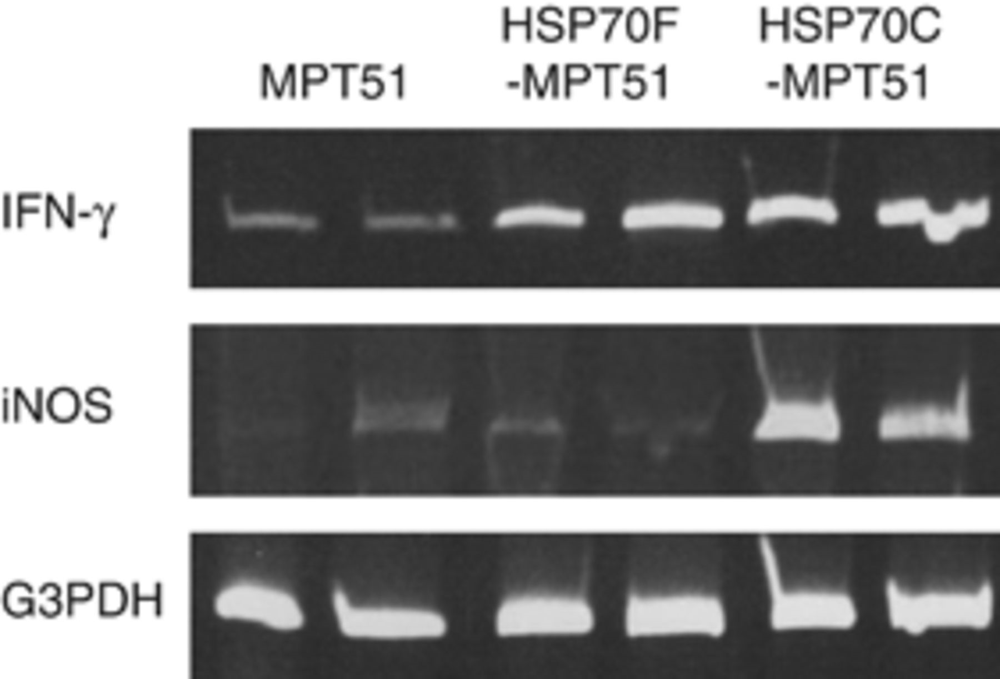 HSP70F HSP70C
MPT51 -MPT51 -MPT51
IFN-γ
iNOS
G3PDH